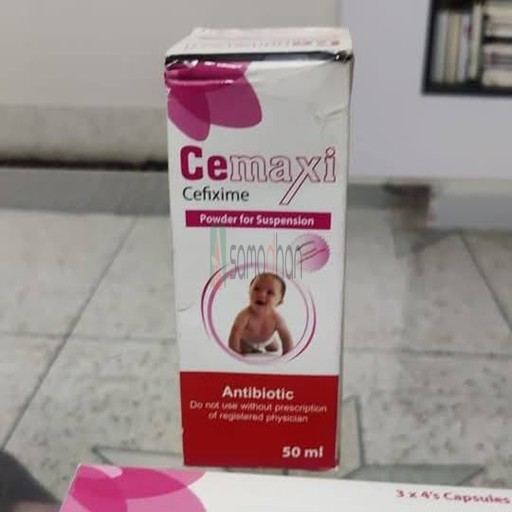 Cemaxi
Cefixime
Powder for Suspension
samadhan
Antibiotic
Do not use without prescription
of registered physician
50 ml
3 x 4's Capsules